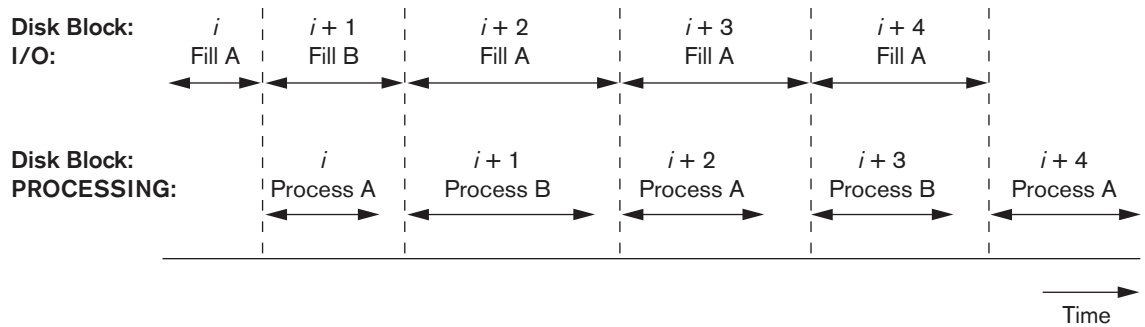 Disk Block: i i + 1 i + 2 i + 3 i + 4
I/O: Fill A Fill B Fill A Fill A Fill A
Disk Block: i i + 1 i + 2 i + 3 i + 4
PROCESSING: Process A Process B Process A Process B Process A
Time